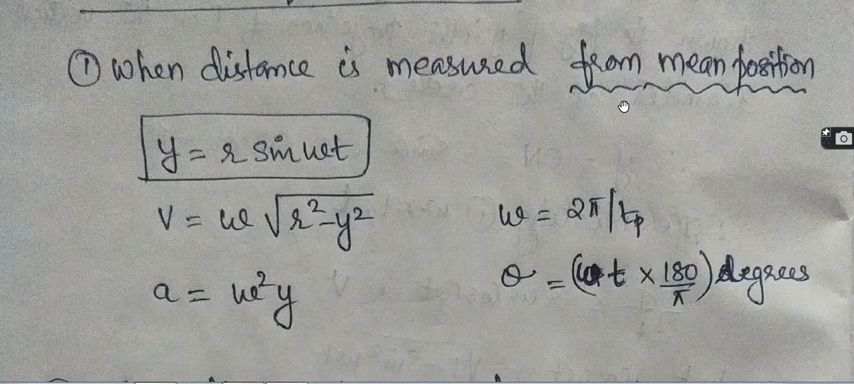 ① When distance is measured from mean position
y = r sin ωt
V = ω √r²-y²
ω = 2π/tp
a = ω²y
θ = (ωt × 180/π) degrees